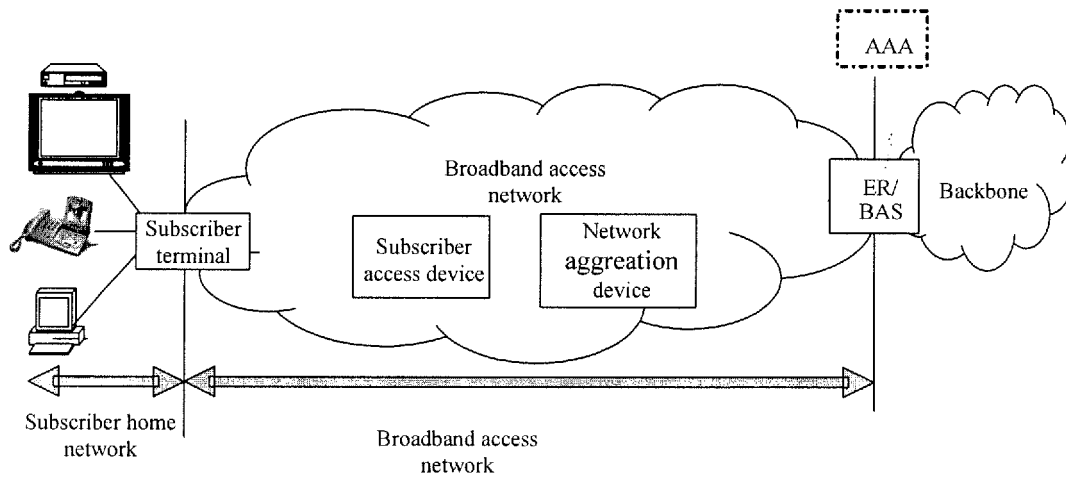 AAA
Broadband access
network
ER/
BAS
Backbone
Subscriber
terminal
Subscriber
access device
Network
aggreation
device
Subscriber home
network
Broadband access
network